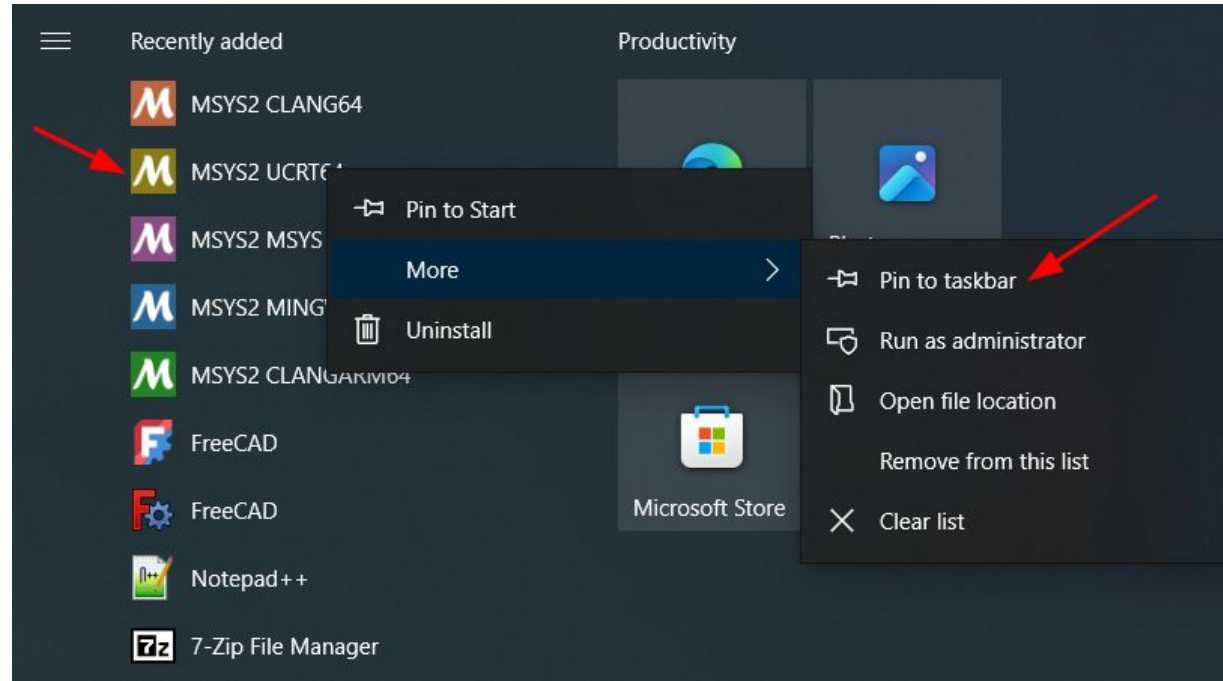 Recently added
MSYS2 CLANG64
MSYS2 UCRT64
MSYS2 MSYS
MSYS2 MING
MSYS2 CLANGARM64
FreeCAD
FreeCAD
Notepad++
7-Zip File Manager
Productivity
Microsoft Store
Pin to Start
More
Uninstall
Pin to taskbar
Run as administrator
Open file location
Remove from this list
Clear list